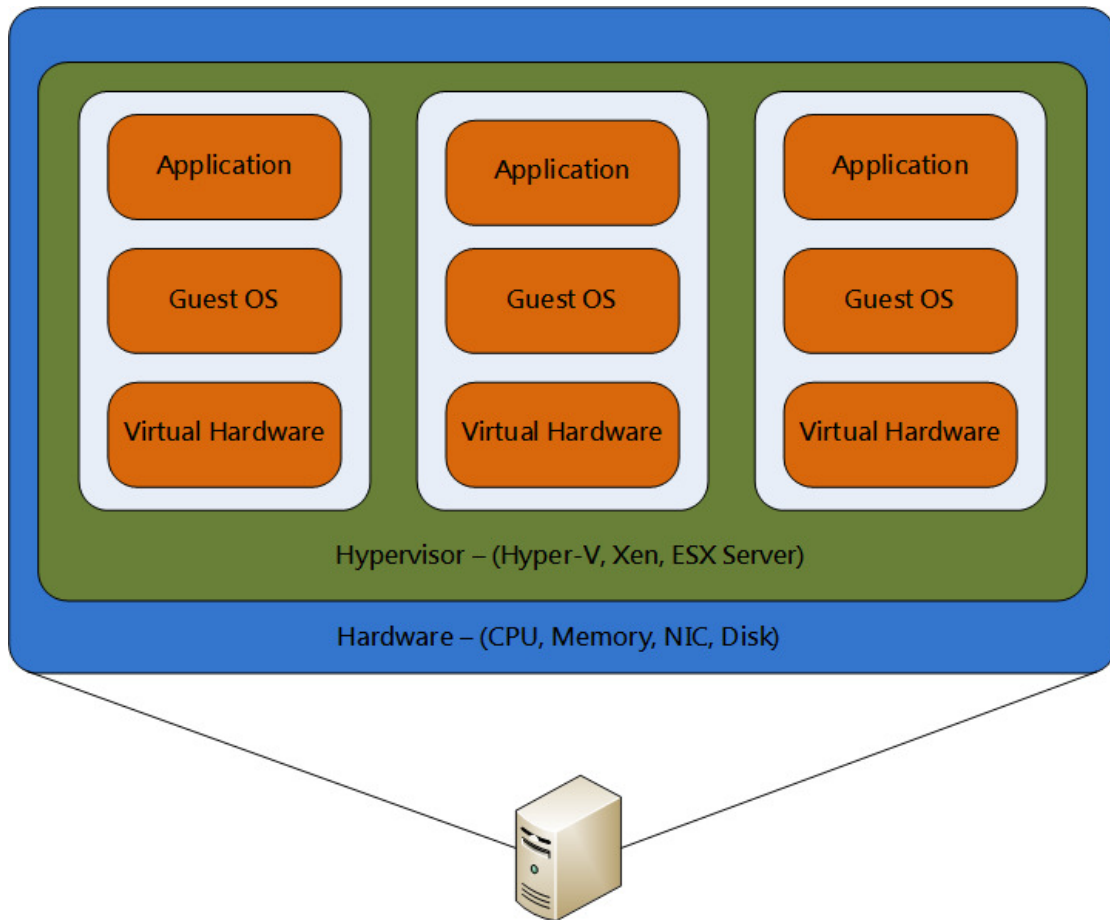 Application
Application
Application
Guest OS
Guest OS
Guest OS
Virtual Hardware
Virtual Hardware
Virtual Hardware
Hypervisor – (Hyper-V, Xen, ESX Server)
Hardware – (CPU, Memory, NIC, Disk)